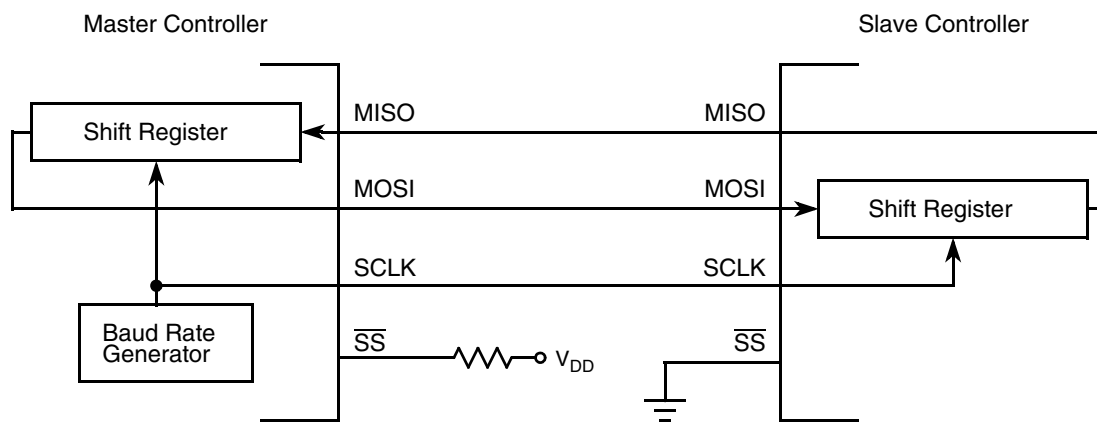 Master Controller
Slave Controller
MISO
MISO
Shift Register
MOSI
MOSI
Shift Register
SCLK
SCLK
Baud Rate
Generator
SS
VDD
SS